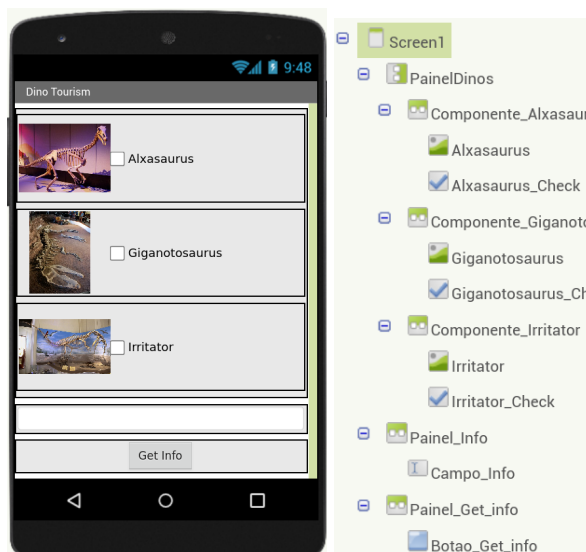 9:48
Dino Tourism
Alxasaurus
Giganotosaurus
Irritator
Get Info
Screen1
PainelDinos
Componente_Alxasau
Alxasaurus
Alxasaurus_Check
Componente_Giganoto
Giganotosaurus
Giganotosaurus_Ch
Componente_Irritator
Irritator
Irritator_Check
Painel_Info
Campo_Info
Painel_Get_info
Botao_Get_info